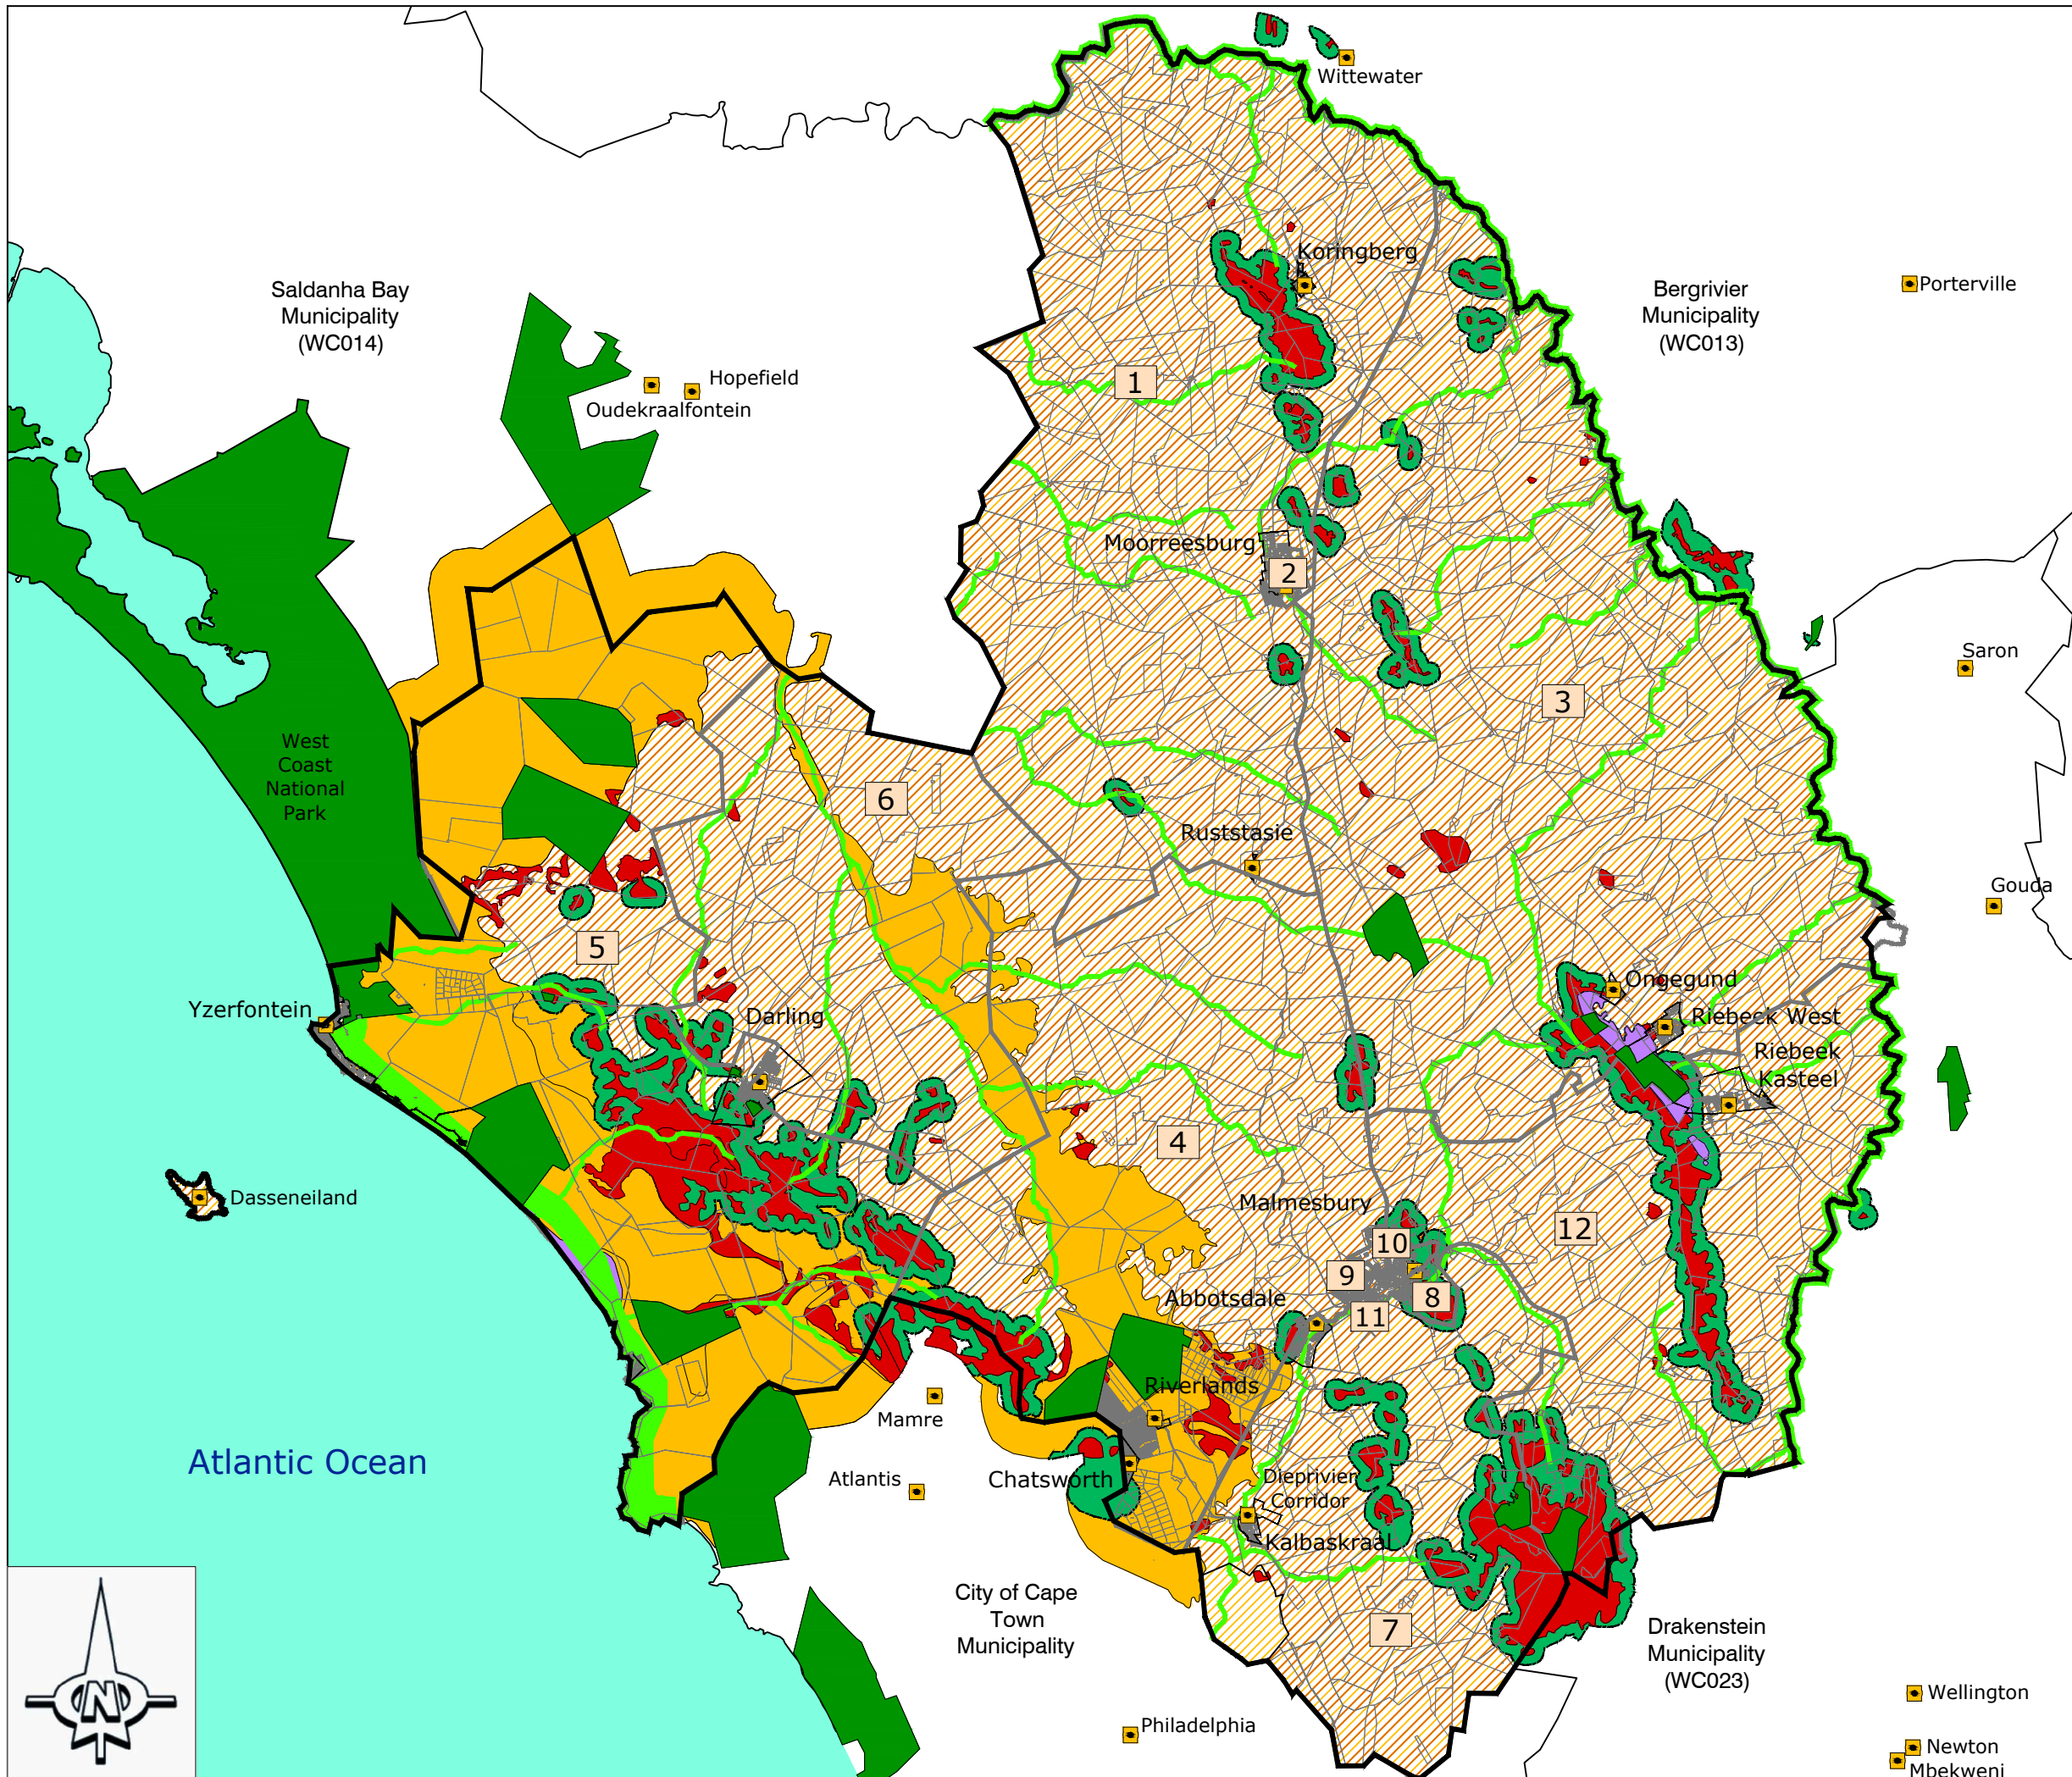 Wittewater
Koringberg
Saldanha Bay
Municipality
(WC014)
Bergrivier
Municipality
(WC013)
Porterville
Hopefield
Oudekraalfontein
1
Moorreesburg
2
Saron
3
West
Coast
National
Park
6
Ruststasie
Gouda
5
Ongegund
Yzerfontein
Darling
Riebeck West
Riebeek
Kasteel
4
Dasseneiland
Malmesbury
12
10
9
Abbotsdale
8
11
Riverlands
Mamre
Atlantic Ocean
Atlantis
Chatsworth
Dieprivier
Corridor
Kalbaskraal
City of Cape
Town
Municipality
7
Drakenstein
Municipality
(WC023)
N
Wellington
Philadelphia
Newton
Mbekweni